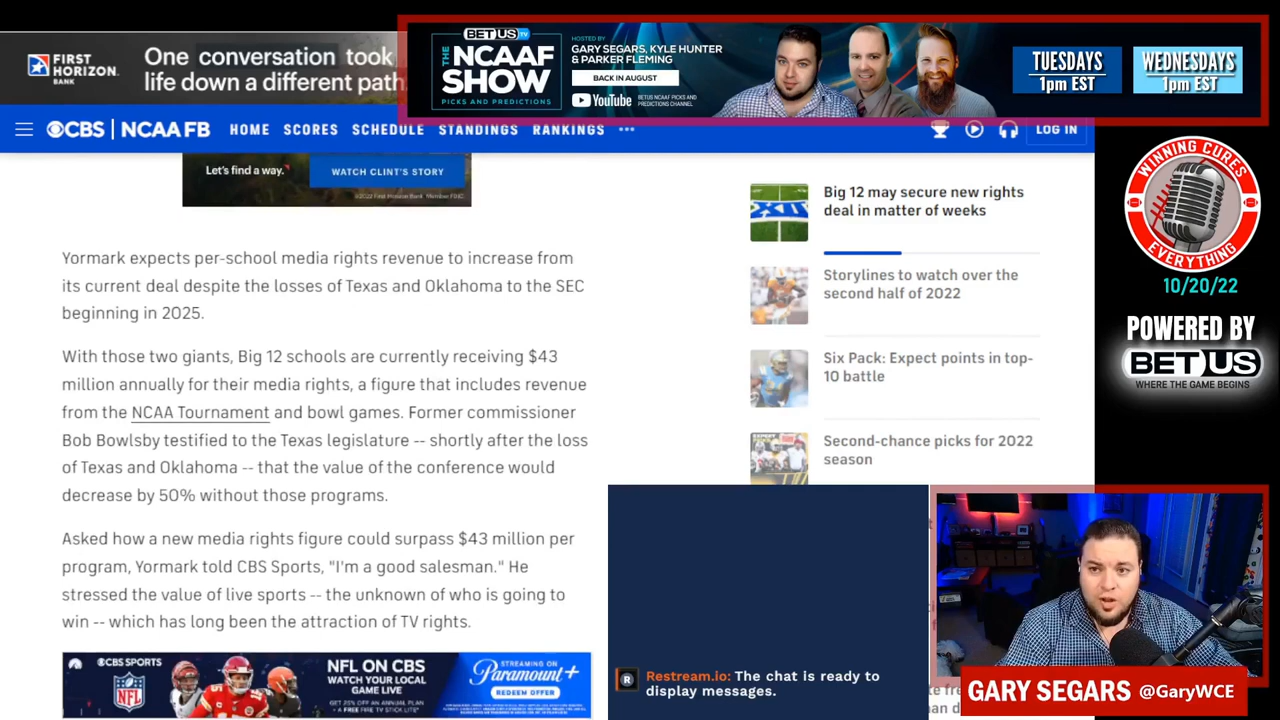 FIRST
HORIZON
BANK
One conversation took
life down a different path
BETUS TV
THE
NCAAF
SHOW
PICKS AND PREDICTIONS
HOSTED BY
GARY SEGARS, KYLE HUNTER
& PARKER FLEMING
BACK IN AUGUST
YouTube
BETUS NCAAF PICKS AND
PREDICTIONS CHANNEL
TUESDAYS
1pm EST
WEDNESDAYS
1pm EST
CBS | NCAA FB HOME SCORES SCHEDULE STANDINGS RANKINGS ••• LOG IN
Let's find a way.
WATCH CLINT'S STORY
Yormark expects per-school media rights revenue to increase from
its current deal despite the losses of Texas and Oklahoma to the SEC
beginning in 2025.
With those two giants, Big 12 schools are currently receiving $43
million annually for their media rights, a figure that includes revenue
from the NCAA Tournament and bowl games. Former commissioner
Bob Bowlsby testified to the Texas legislature -- shortly after the loss
of Texas and Oklahoma -- that the value of the conference would
decrease by 50% without those programs.
Asked how a new media rights figure could surpass $43 million per
program, Yormark told CBS Sports, "I'm a good salesman." He
stressed the value of live sports -- the unknown of who is going to
win -- which has long been the attraction of TV rights.
CBS SPORTS
NFL
NFL ON CBS
WATCH YOUR LOCAL
GAME LIVE
STREAMING ON
Paramount+
REDEEM OFFER
Big 12 may secure new rights
deal in matter of weeks
Storylines to watch over the
second half of 2022
Six Pack: Expect points in top-
10 battle
Second-chance picks for 2022
season
WINNING CURES
EVERYTHING
10/20/22
POWERED BY
BETUS
WHERE THE GAME BEGINS
Restream.io: The chat is ready to
display messages.
GARY SEGARS @GaryWCE